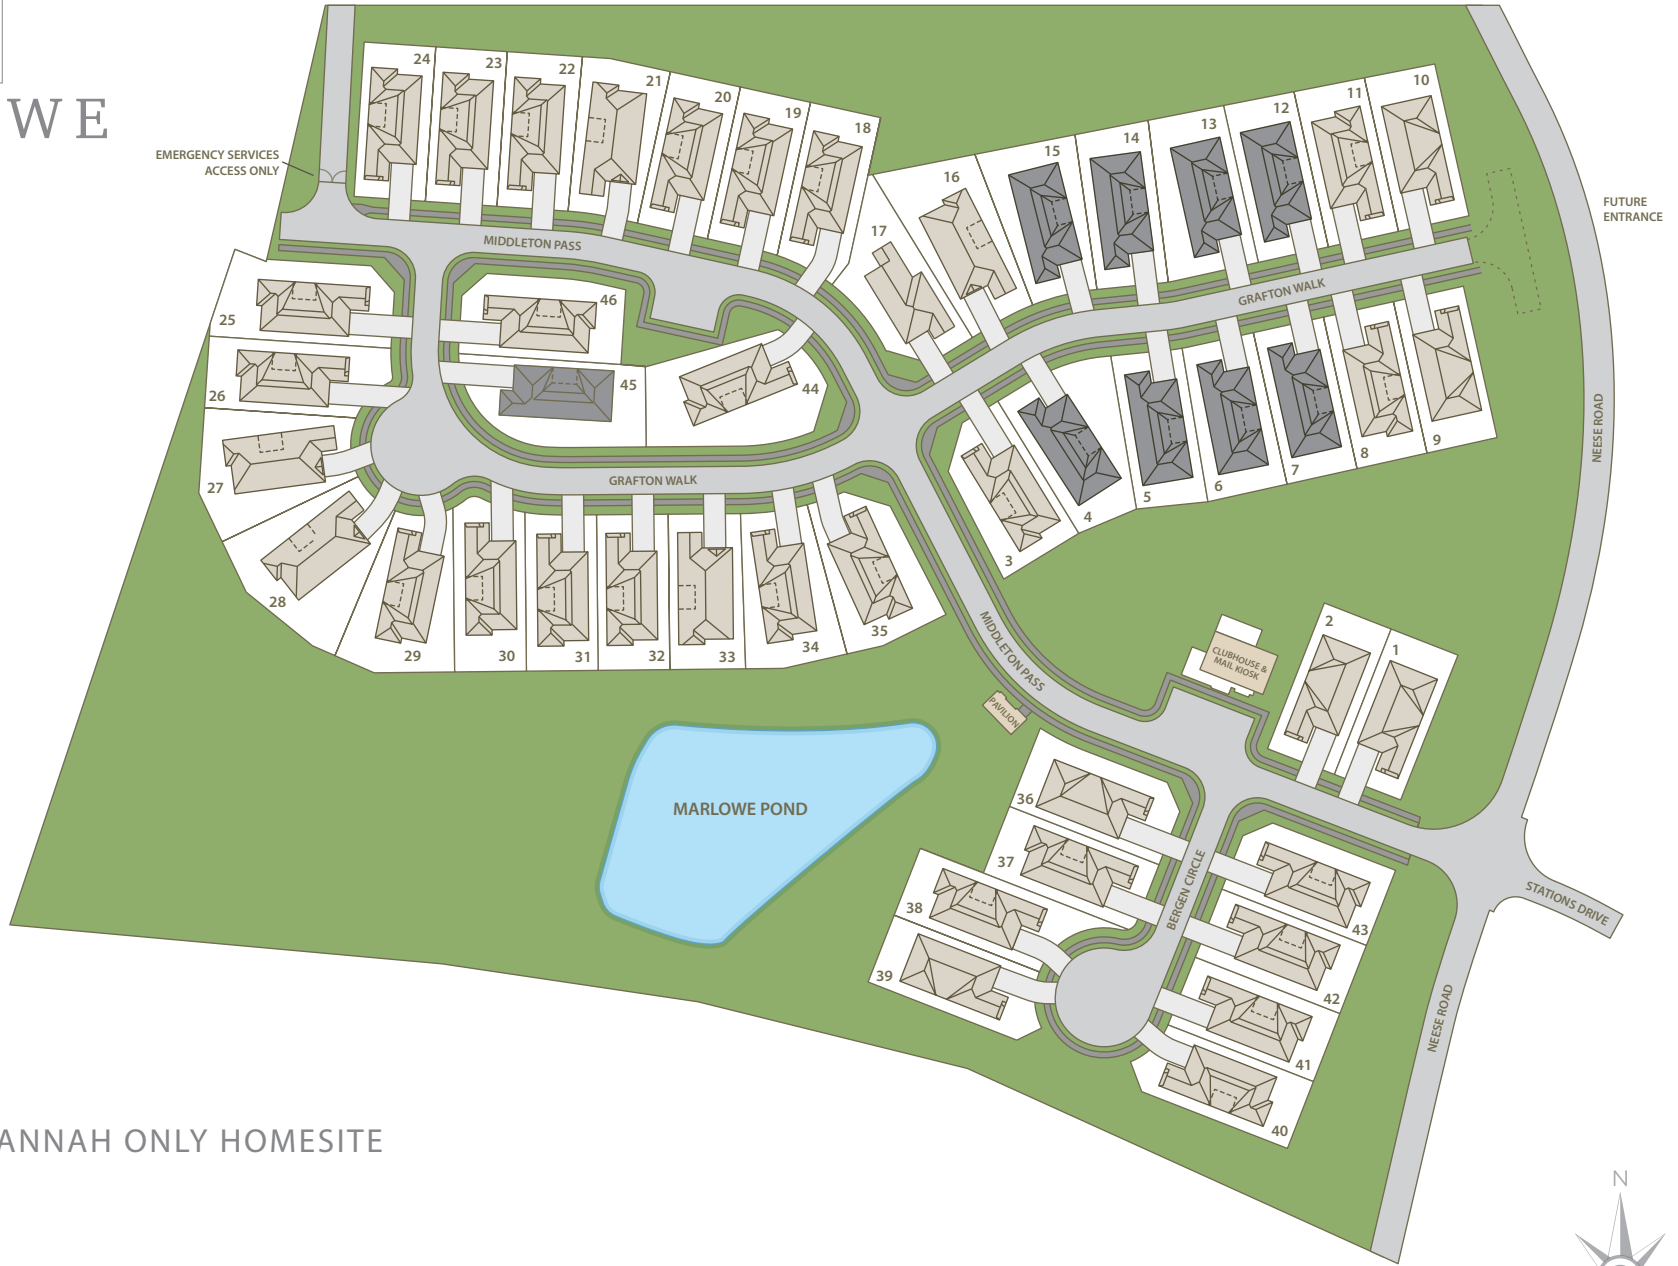 WE
EMERGENCY SERVICES
ACCESS ONLY
24
23
22
21
20
19
18
17
16
15
14
13
12
11
10
FUTURE
ENTRANCE
MIDDLETON PASS
GRAFTON WALK
NEESE ROAD
25
46
26
45
44
27
GRAFTON WALK
28
29
30
31
32
33
34
35
3
4
5
6
7
8
9
MIDDLETON PASS
CLUBHOUSE &
MAIL KIOSK
PAVILION
2
1
MARLOWE POND
36
37
38
39
BERGEN CIRCLE
43
42
41
40
STATIONS DRIVE
NEESE ROAD
ANNAH ONLY HOMESITE
N